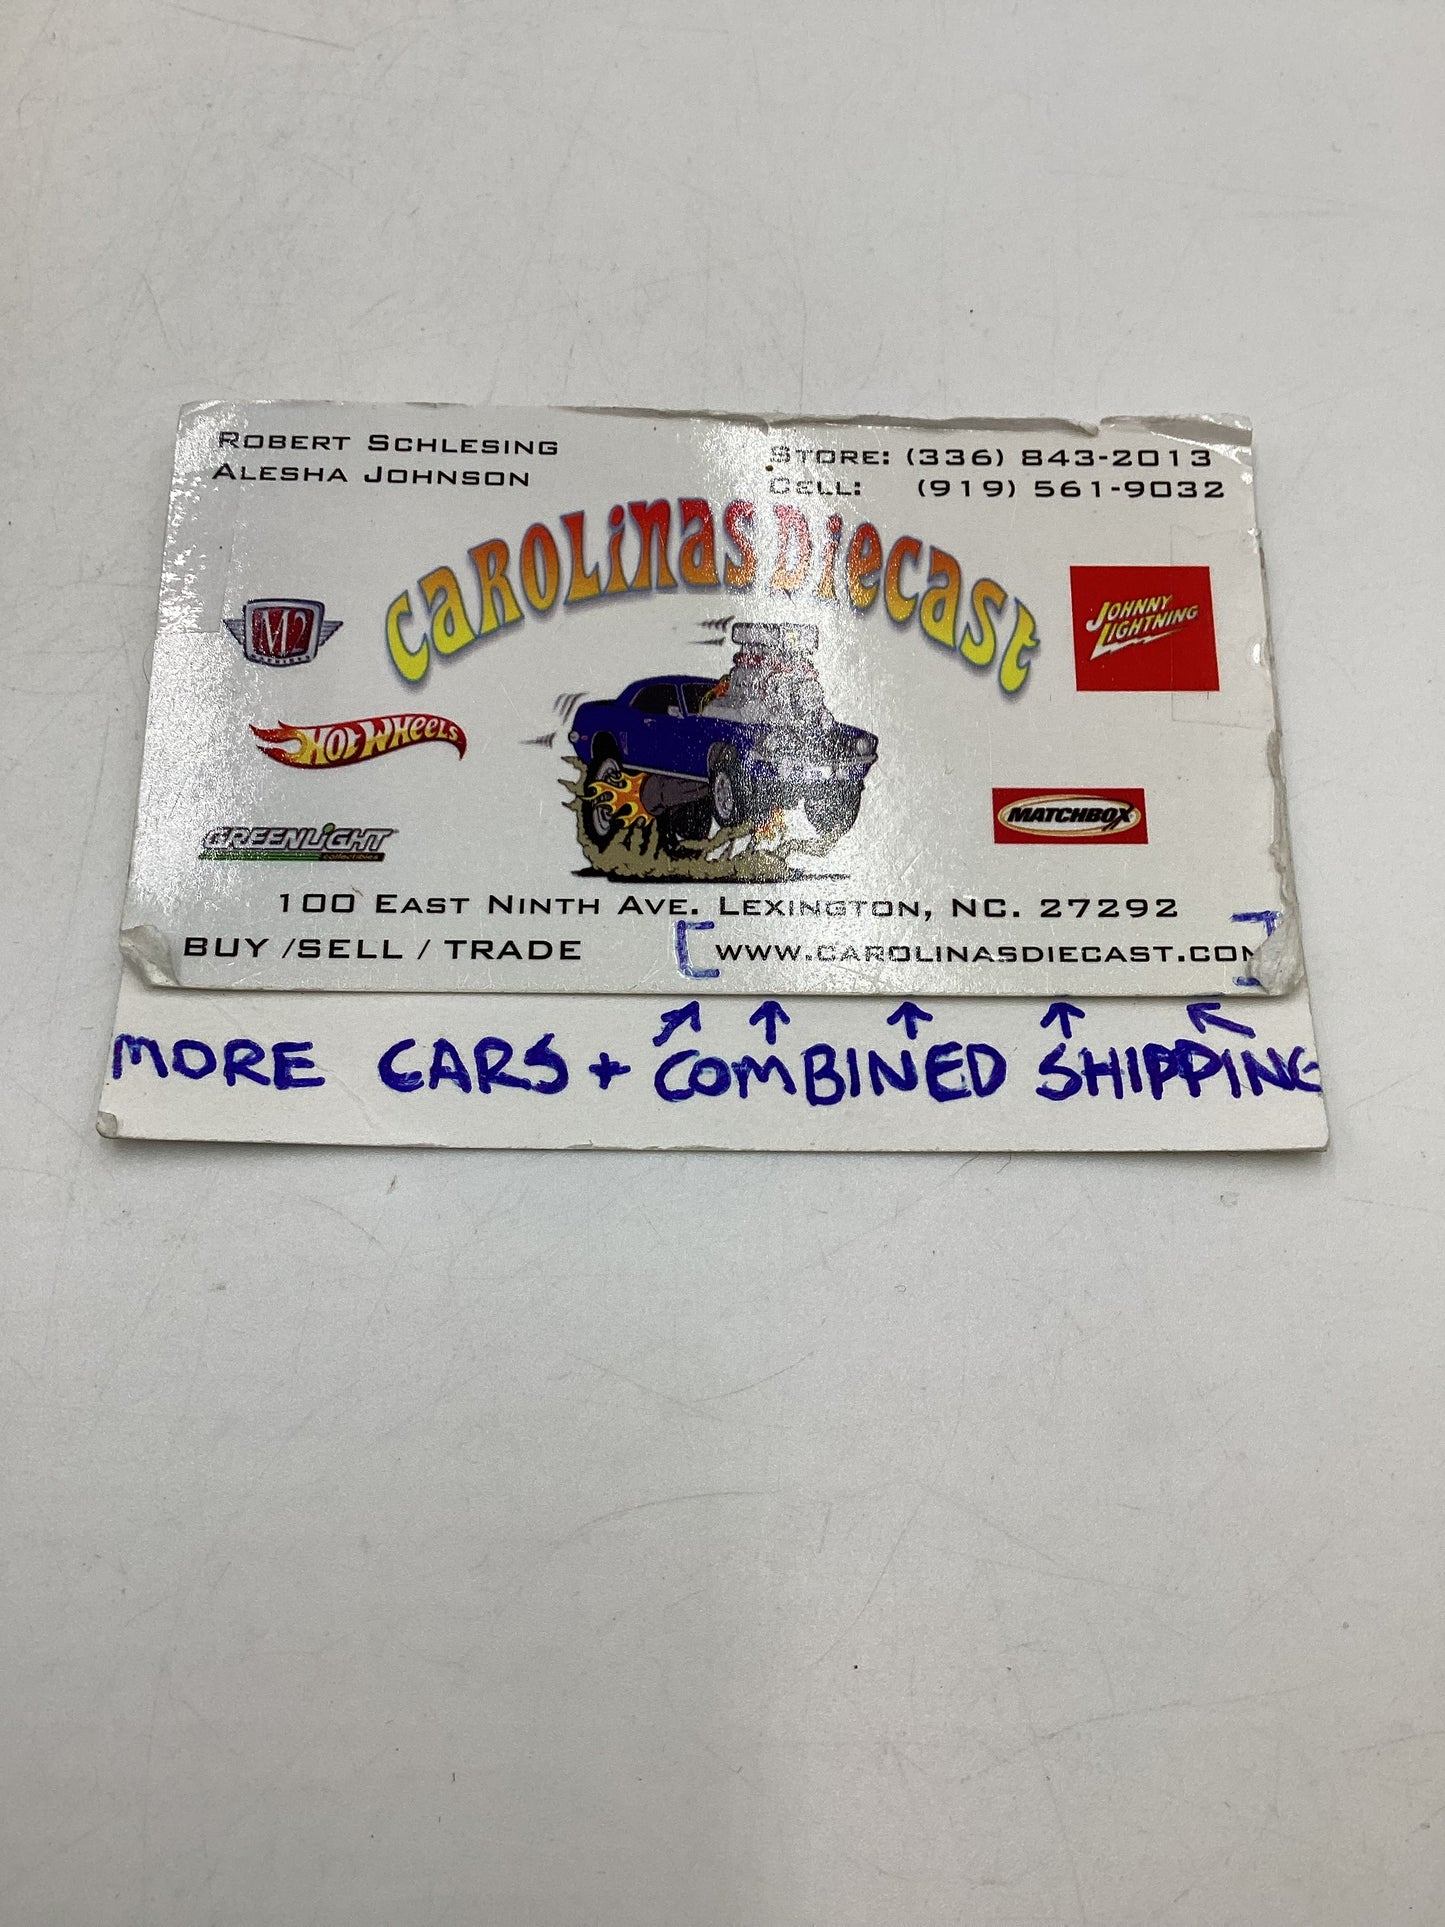 Robert Schlesing
Alesha Johnson
Store: (336) 843-2013
Cell: (919) 561-9032
Carolinas Diecast
M2
Johnny Lightning
Hot Wheels
Matchbox
GREENLiGHT
collectibles
100 East Ninth Ave. Lexington, NC. 27292
BUY /SELL / TRADE
www.carolinasdiecast.com
MORE CARS + COMBINED SHIPPING